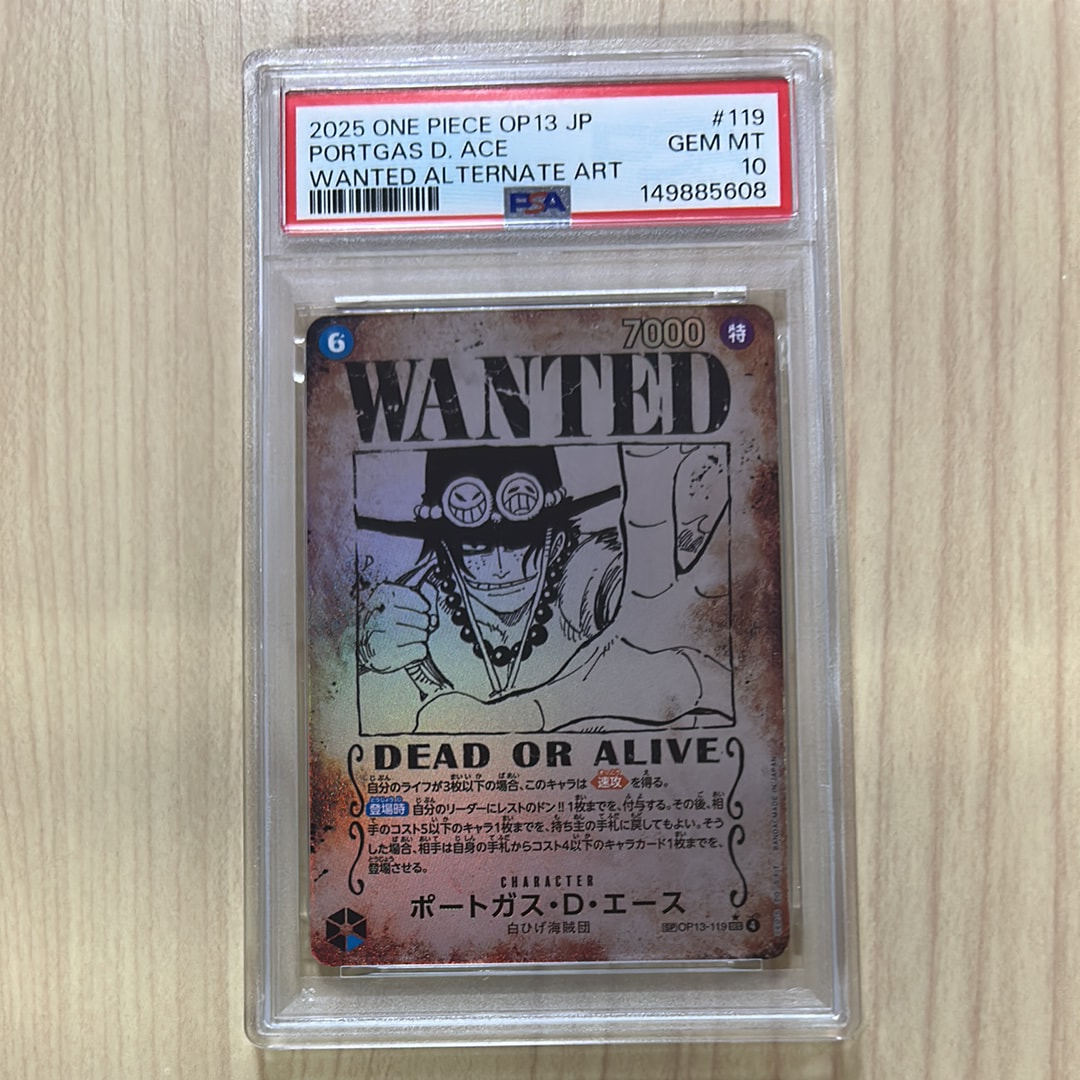 2025 ONE PIECE OP13 JP #119
PORTGAS D. ACE GEM MT
WANTED ALTERNATE ART 10
PSA 149885608
6 7000 特
WANTED
DEAD OR ALIVE
自分のライフが3枚以下の場合、このキャラは 速攻 を得る。
登場時 自分のリーダーにレストのドン!!1枚までを、付与する。その後、相
手のコスト5以下のキャラ1枚までを、持ち主の手札に戻してもよい。そう
した場合、相手は自身の手札からコスト4以下のキャラカード1枚までを、
登場させる。
CHARACTER
ポートガス・D・エース
白ひげ海賊団
OP13-119 4
BANDAI MADE IN JAPAN